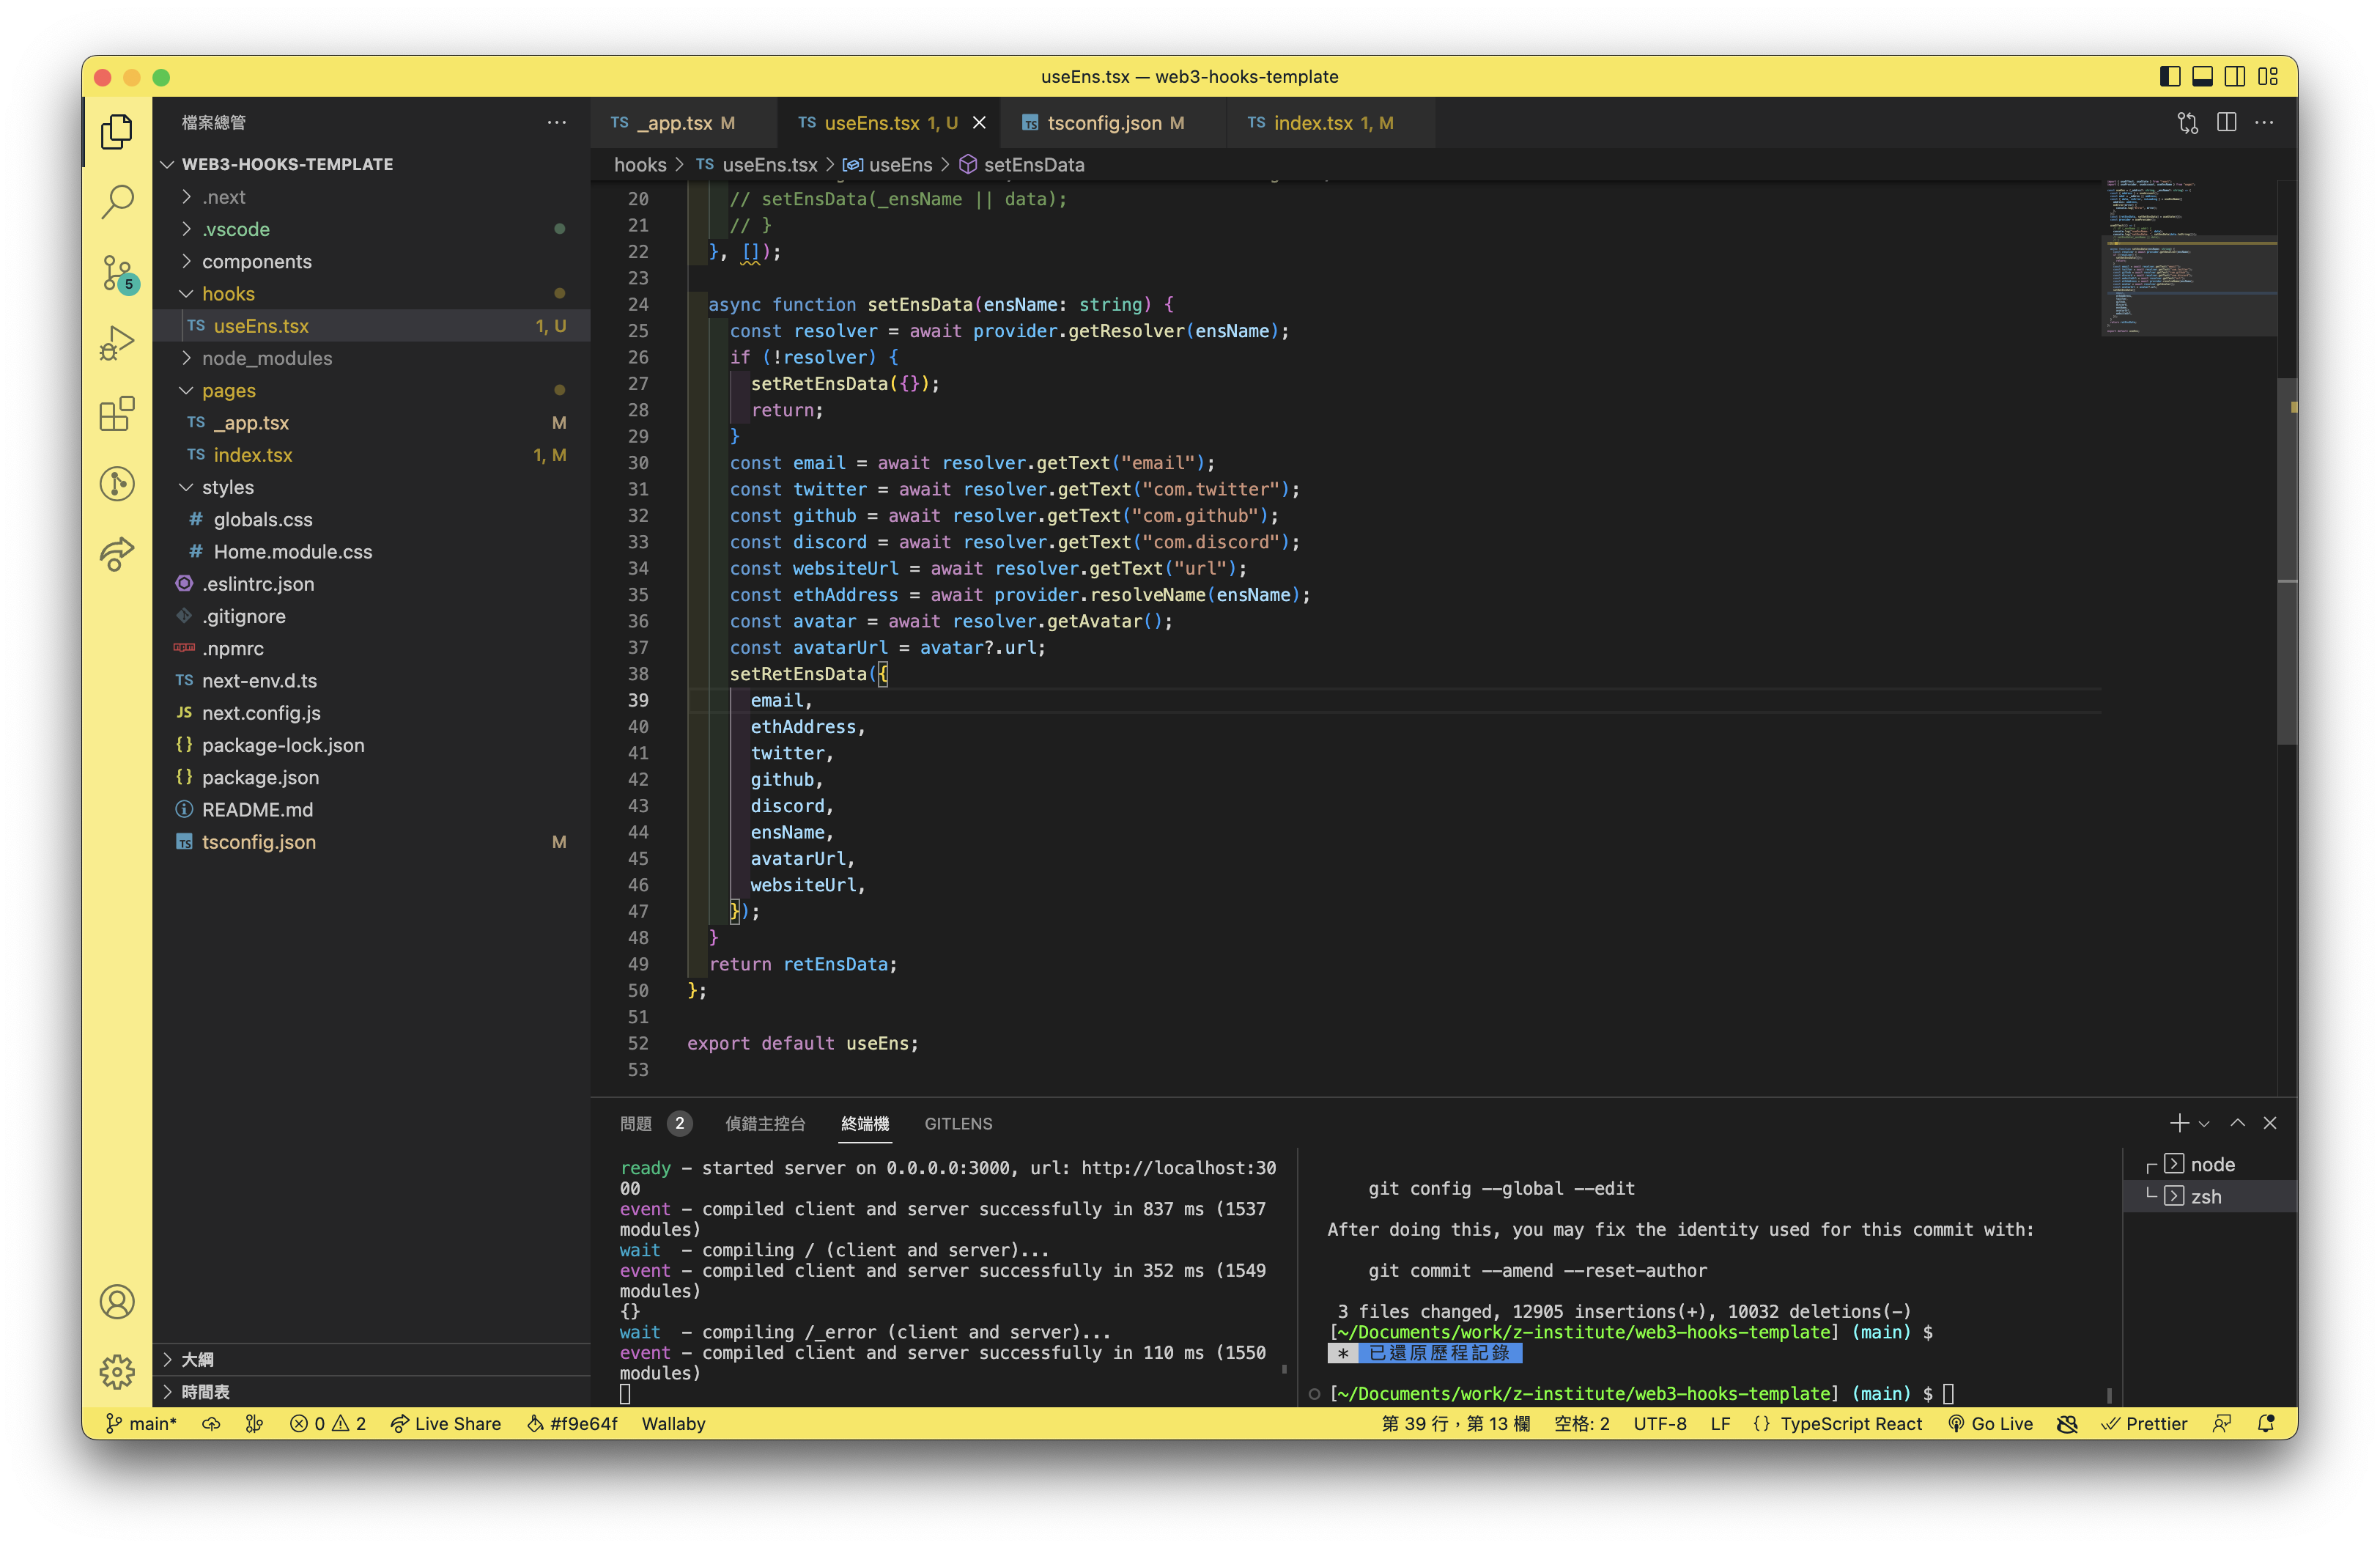 useEns.tsx — web3-hooks-template
檔案總管
WEB3-HOOKS-TEMPLATE
.next
.vscode
components
hooks
TS useEns.tsx 1, U
node_modules
pages
TS _app.tsx M
TS index.tsx 1, M
styles
# globals.css
# Home.module.css
.eslintrc.json
.gitignore
.npmrc
TS next-env.d.ts
JS next.config.js
{} package-lock.json
{} package.json
README.md
TS tsconfig.json M
大綱
時間表
5
TS _app.tsx M
TS useEns.tsx 1, U
TS tsconfig.json M
TS index.tsx 1, M
hooks > TS useEns.tsx > useEns > setEnsData
20 // setEnsData(_ensName || data);
21 // }
22 }, []);
23
24 async function setEnsData(ensName: string) {
25 const resolver = await provider.getResolver(ensName);
26 if (!resolver) {
27 setRetEnsData({});
28 return;
29 }
30 const email = await resolver.getText("email");
31 const twitter = await resolver.getText("com.twitter");
32 const github = await resolver.getText("com.github");
33 const discord = await resolver.getText("com.discord");
34 const websiteUrl = await resolver.getText("url");
35 const ethAddress = await provider.resolveName(ensName);
36 const avatar = await resolver.getAvatar();
37 const avatarUrl = avatar?.url;
38 setRetEnsData({
39 email,
40 ethAddress,
41 twitter,
42 github,
43 discord,
44 ensName,
45 avatarUrl,
46 websiteUrl,
47 });
48 }
49 return retEnsData;
50 };
51
52 export default useEns;
53
問題 2 偵錯主控台 終端機 GITLENS
ready - started server on 0.0.0.0:3000, url: http://localhost:30
00
event - compiled client and server successfully in 837 ms (1537
modules)
wait - compiling / (client and server)...
event - compiled client and server successfully in 352 ms (1549
modules)
{}
wait - compiling /_error (client and server)...
event - compiled client and server successfully in 110 ms (1550
modules)
git config --global --edit
After doing this, you may fix the identity used for this commit with:
git commit --amend --reset-author
3 files changed, 12905 insertions(+), 10032 deletions(-)
[~/Documents/work/z-institute/web3-hooks-template] (main) $
* 已還原歷程記錄
[~/Documents/work/z-institute/web3-hooks-template] (main) $
node
zsh
main* 0 2 Live Share #f9e64f Wallaby 第 39 行，第 13 欄 空格: 2 UTF-8 LF {} TypeScript React Go Live Prettier